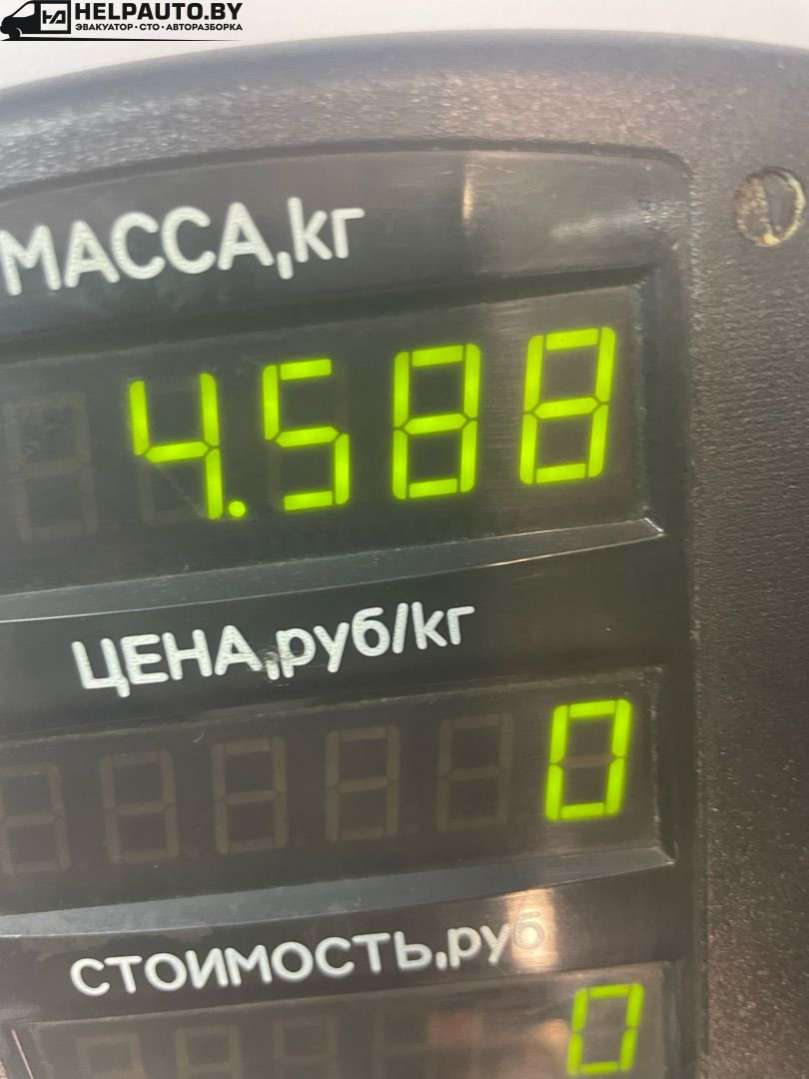 HELPAUTO.BY
ЭВАКУАТОР • СТО • АВТОРАЗБОРКА
МАССА,кг
4.588
ЦЕНА,руб/кг
0
СТОИМОСТЬ,руб
0